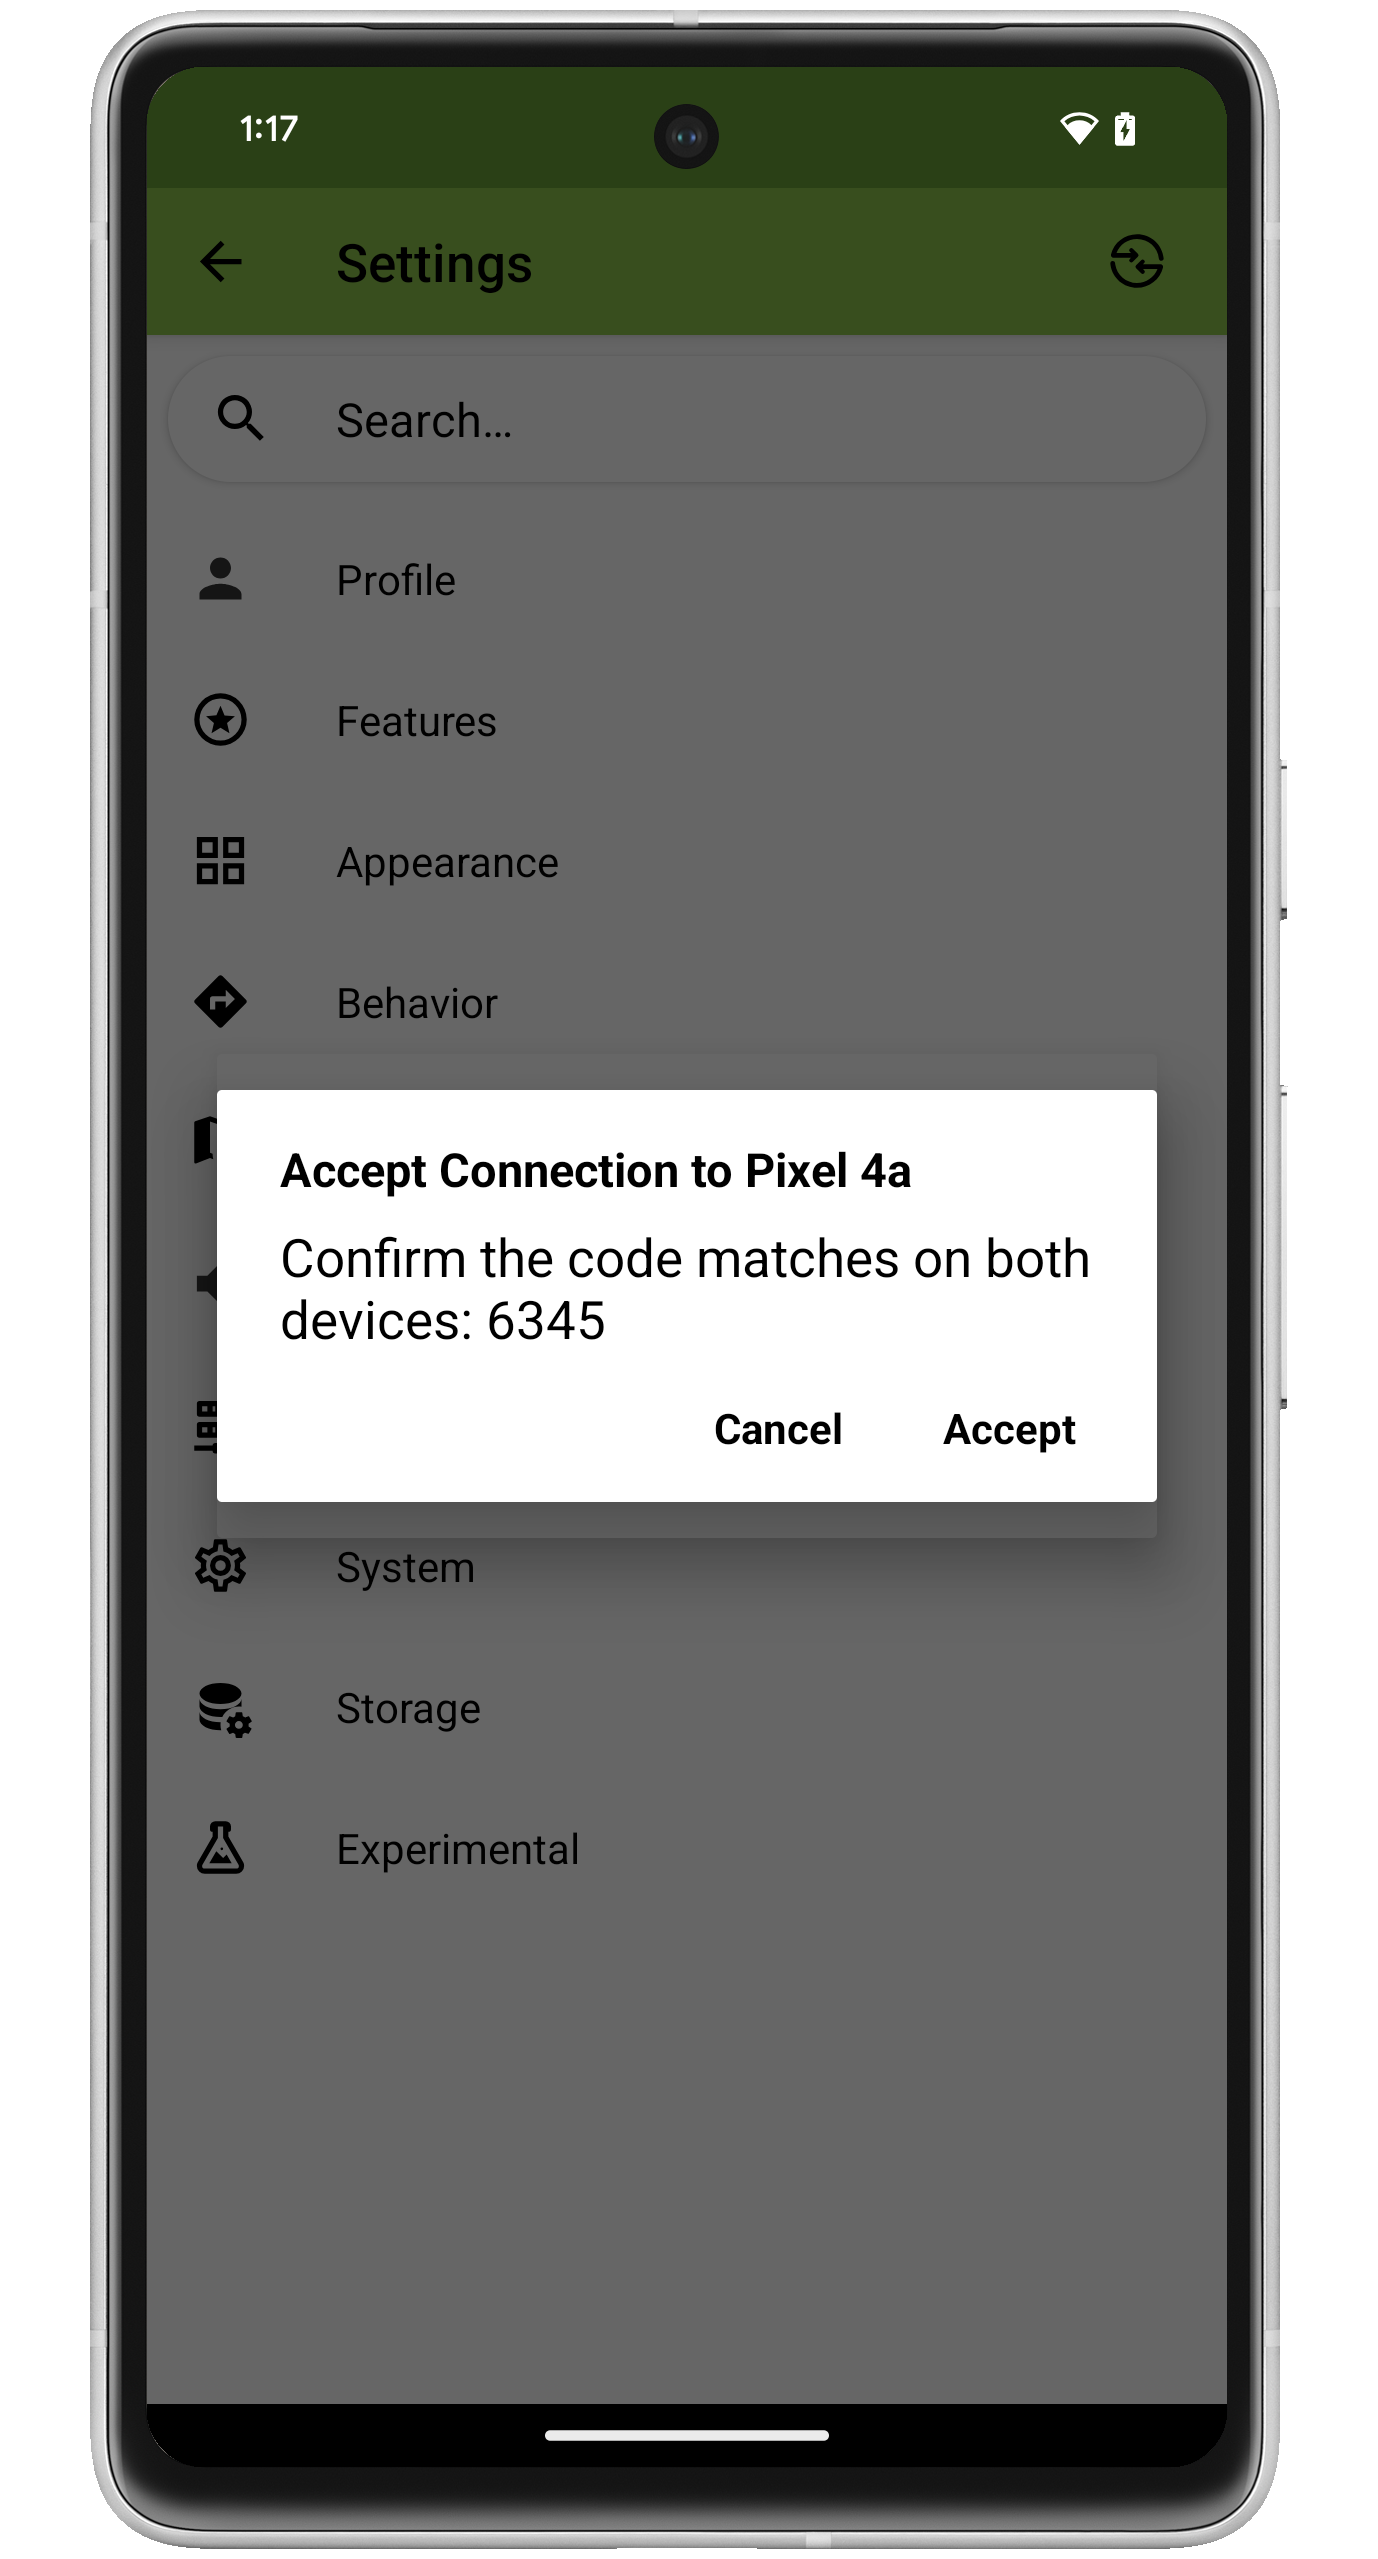 1:17
Settings
Search...
Profile
Features
Appearance
Behavior
Accept Connection to Pixel 4a
Confirm the code matches on both
devices: 6345
Cancel Accept
System
Storage
Experimental